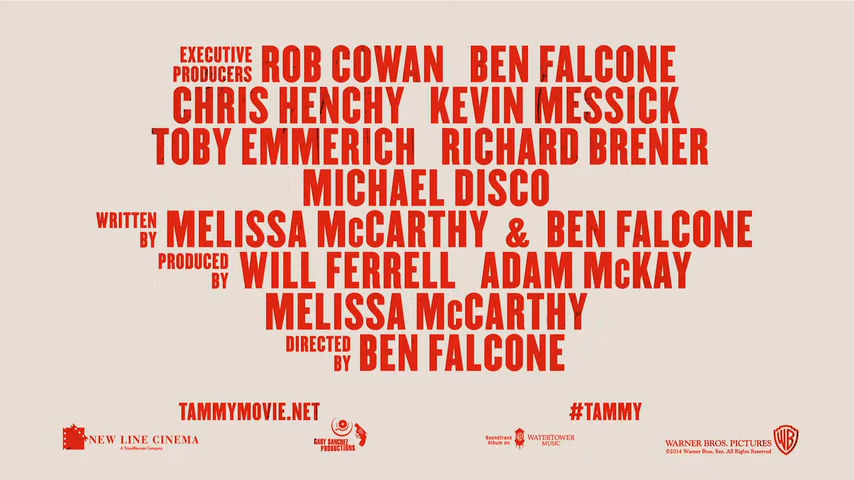 EXECUTIVE PRODUCERS ROB COWAN BEN FALCONE
CHRIS HENCHY KEVIN MESSICK
TOBY EMMERICH RICHARD BRENER
MICHAEL DISCO
WRITTEN BY MELISSA McCARTHY & BEN FALCONE
PRODUCED BY WILL FERRELL ADAM McKAY
MELISSA McCARTHY
DIRECTED BY BEN FALCONE
TAMMYMOVIE.NET #TAMMY
NEW LINE CINEMA
A TimeWarner Company
GARY SANCHEZ
PRODUCTIONS
Soundtrack
Album on
WATERTOWER
MUSIC
WARNER BROS. PICTURES
©2014 Warner Bros. Ent. All Rights Reserved
WB